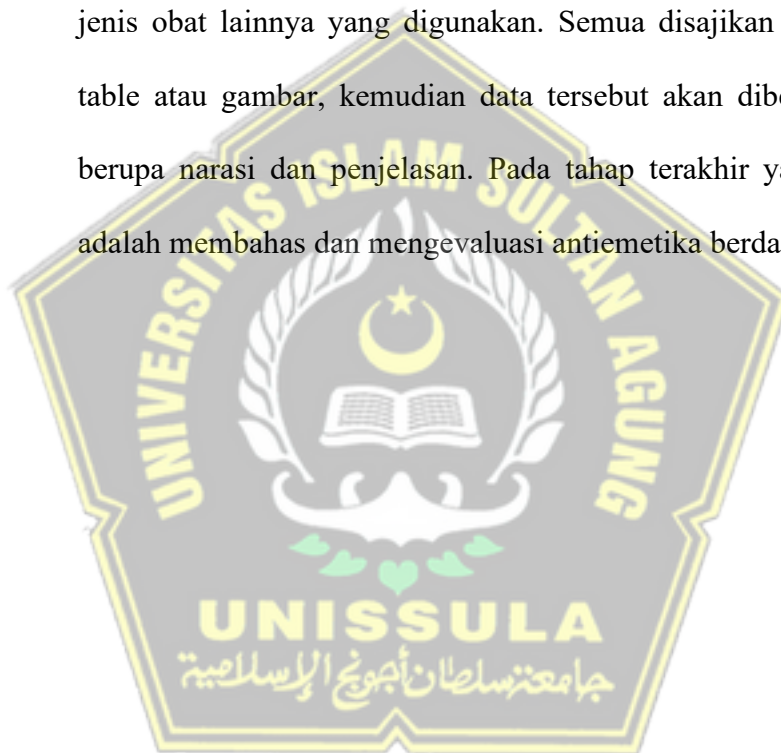 jenis obat lainnya yang digunakan. Semua disajikan
table atau gambar, kemudian data tersebut akan
berupa narasi dan penjelasan. Pada tahap terakhir
adalah membahas dan mengevaluasi antiemetika
UNIVERSITAS ISLAM SULTAN AGUNG
UNISSULA
جامعة سلطان أجونج الإسلامية